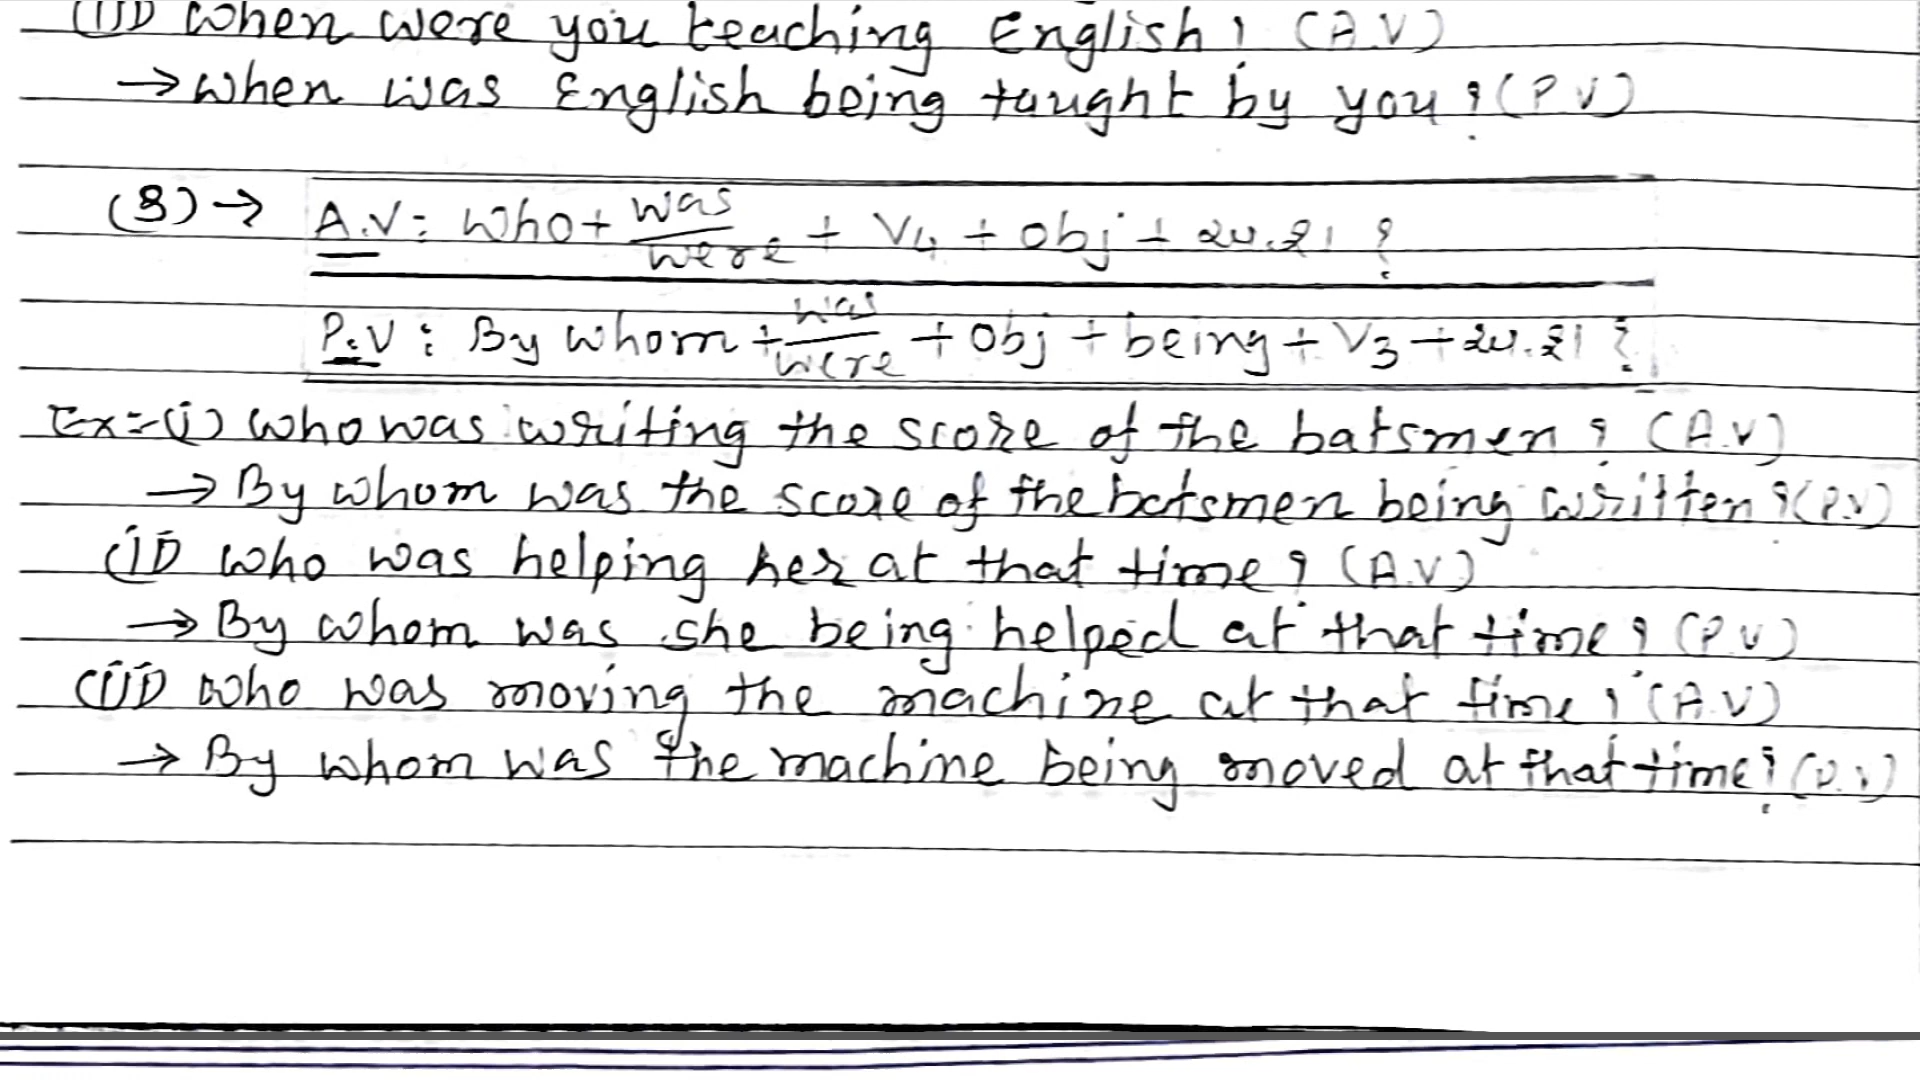 (iii) When were you teaching English? (A.V)
→ When was English being taught by you? (P.V)
(3) → A.V: Who + was/were + V4 + obj + ?
P.V: By whom + was/were + obj + being + V3 + ?
Ex:- (i) Who was writing the score of the batsmen? (A.V)
→ By whom was the score of the batsmen being written? (P.V)
(ii) Who was helping her at that time? (A.V)
→ By whom was she being helped at that time? (P.V)
(iii) Who was moving the machine at that time? (A.V)
→ By whom was the machine being moved at that time? (P.V)